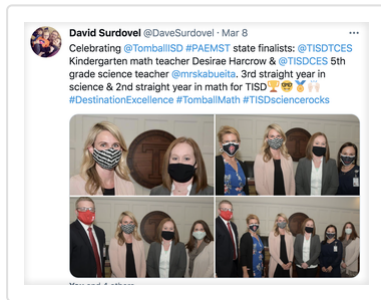 David Surdovel @DaveSurdovel · Mar 8
Celebrating @TomballISD #PAEMST state finalists: @TISDTCES
Kindergarten math teacher Desirae Harcrow & @TISDCES 5th
grade science teacher @mrskabueita. 3rd straight year in
science & 2nd straight year in math for TISD🏆🤓🥇🙌🏻
#DestinationExcellence #TomballMath #TISDsciencerocks